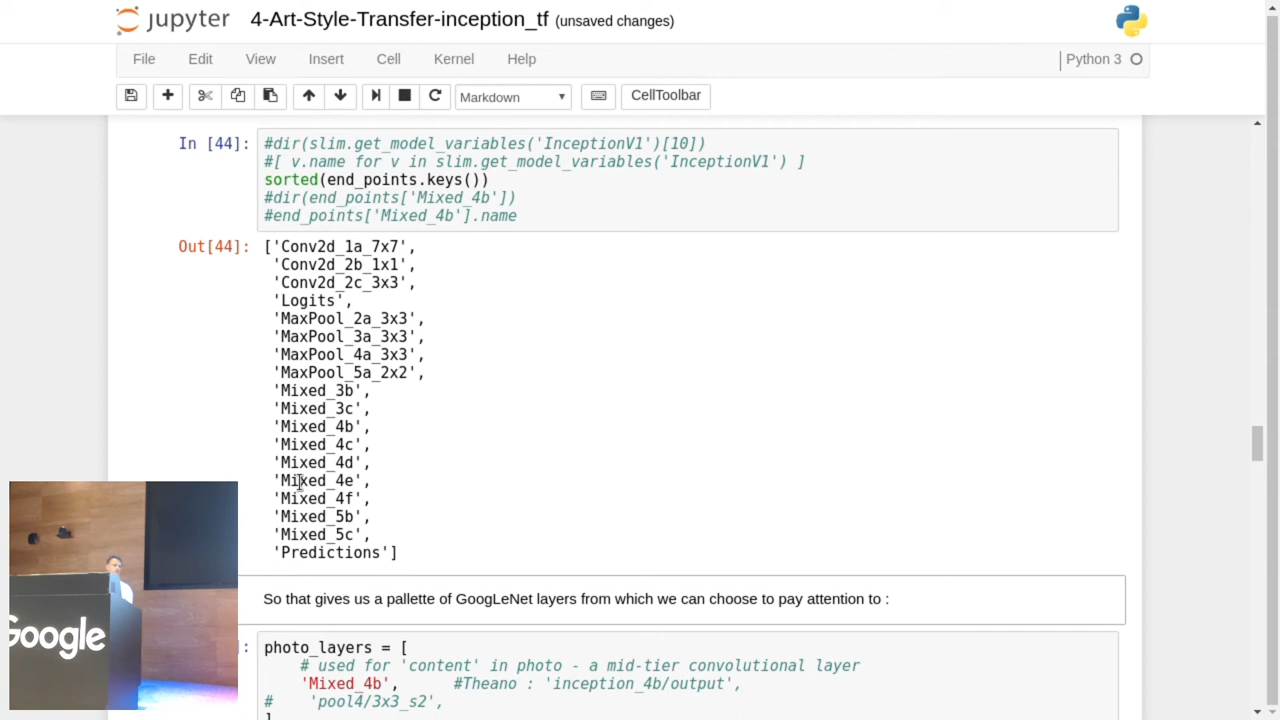 jupyter 4-Art-Style-Transfer-inception_tf (unsaved changes)
File Edit View Insert Cell Kernel Help Python 3
Markdown CellToolbar
In [44]: #dir(slim.get_model_variables('InceptionV1')[10])
#[ v.name for v in slim.get_model_variables('InceptionV1') ]
sorted(end_points.keys())
#dir(end_points['Mixed_4b'])
#end_points['Mixed_4b'].name
Out[44]: ['Conv2d_1a_7x7',
'Conv2d_2b_1x1',
'Conv2d_2c_3x3',
'Logits',
'MaxPool_2a_3x3',
'MaxPool_3a_3x3',
'MaxPool_4a_3x3',
'MaxPool_5a_2x2',
'Mixed_3b',
'Mixed_3c',
'Mixed_4b',
'Mixed_4c',
'Mixed_4d',
'Mixed_4e',
'Mixed_4f',
'Mixed_5b',
'Mixed_5c',
'Predictions']
So that gives us a pallette of GoogLeNet layers from which we can choose to pay attention to :
]: photo_layers = [
# used for 'content' in photo - a mid-tier convolutional layer
'Mixed_4b', #Theano : 'inception_4b/output',
# 'pool4/3x3_s2',
]
Google